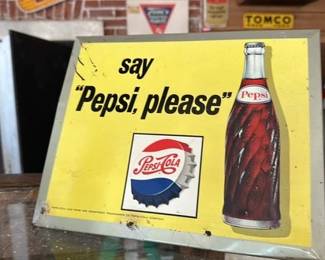 TOMCO
say
"Pepsi, please"
Pepsi
PEPSI-COLA